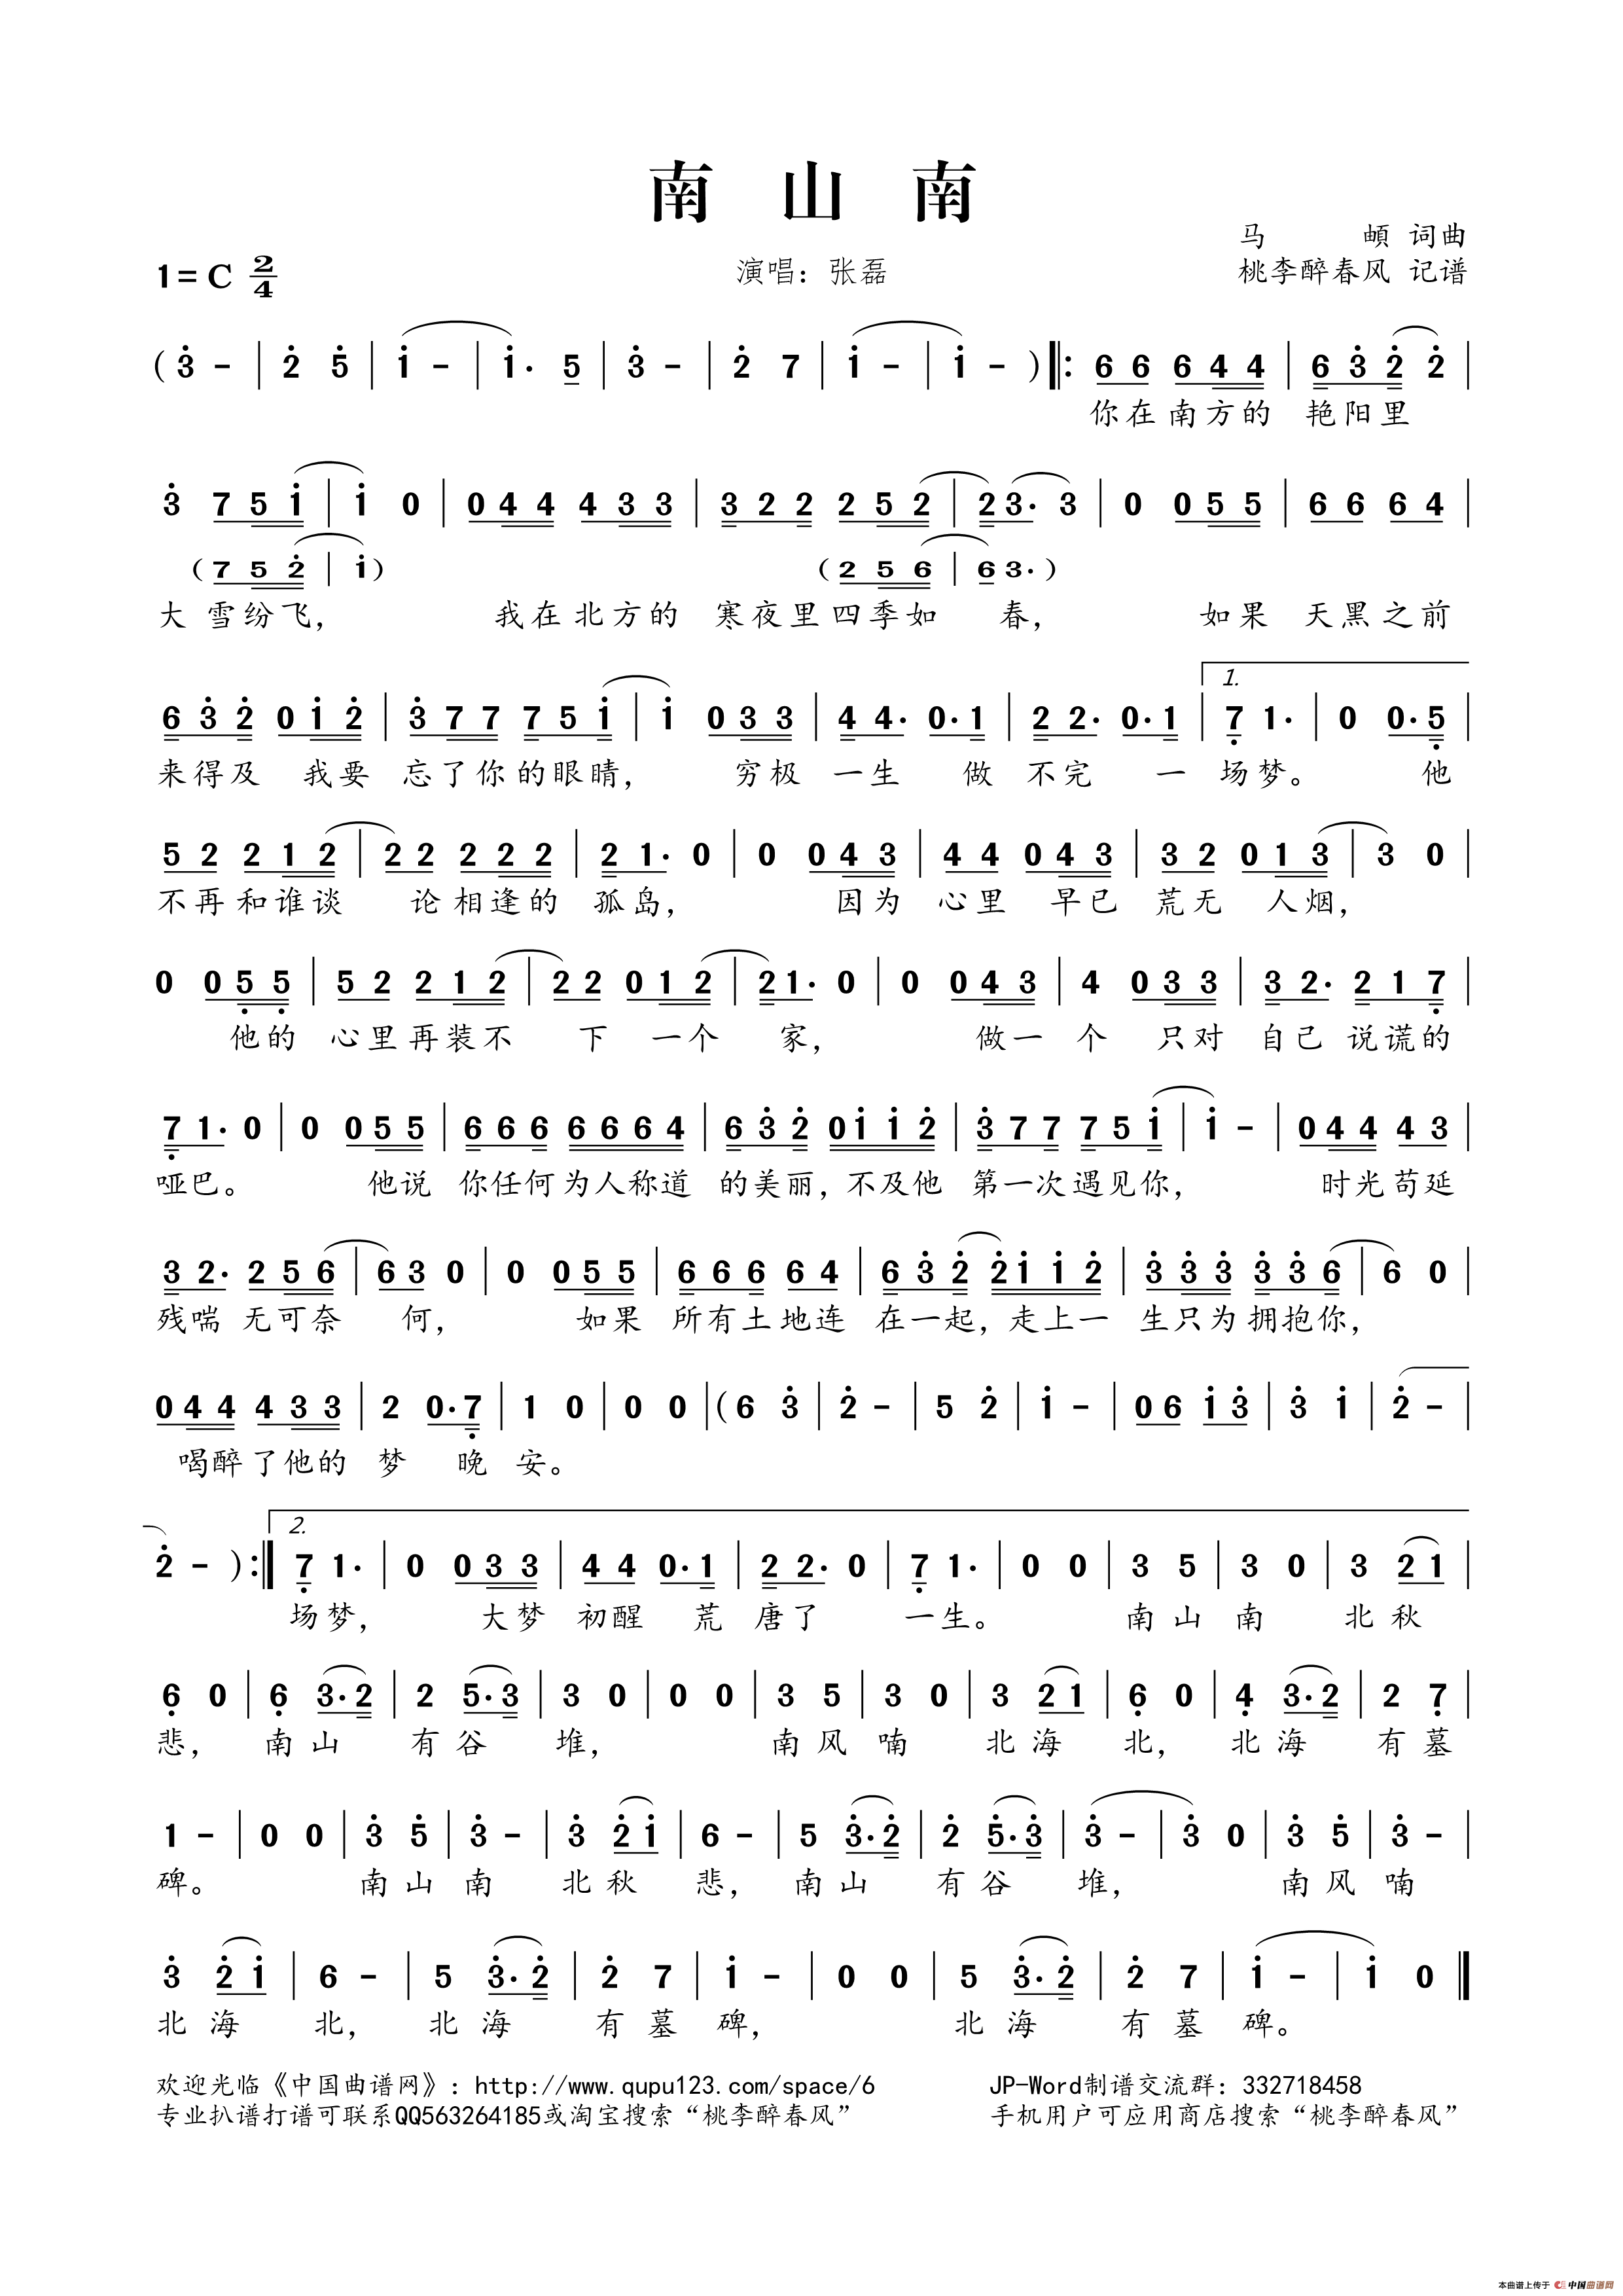 南 山 南
马 頔 词曲
1=C 2/4
演唱：张磊
桃李醉春风 记谱
(3 - | 2 5 | 1 - | 1. 5 | 3 - | 2 7 | 1 - | 1 - ) ‖: 6 6 6 4 4 | 6 3 2 2 |
你在南方的 艳阳里
3 7 5 1 | 1 0 | 0 4 4 4 3 3 | 3 2 2 2 5 2 | 2 3. 3 | 0 0 5 5 | 6 6 6 4 |
(7 5 2 | 1) (2 5 6 | 6 3.)
大 雪纷飞， 我在北方的 寒夜里四季如 春， 如果 天黑之前
1.
6 3 2 0 1 2 | 3 7 7 7 5 1 | 1 0 3 3 | 4 4. 0. 1 | 2 2. 0. 1 | 7 1. | 0 0. 5 |
来得及 我要 忘了你的眼睛， 穷极 一生 做 不完 一 场梦。 他
5 2 2 1 2 | 2 2 2 2 2 | 2 1. 0 | 0 0 4 3 | 4 4 0 4 3 | 3 2 0 1 3 | 3 0 |
不再和谁谈 论相逢的 孤岛， 因为 心里 早已 荒无 人烟，
0 0 5 5 | 5 2 2 1 2 | 2 2 0 1 2 | 2 1. 0 | 0 0 4 3 | 4 0 3 3 | 3 2. 2 1 7 |
他的 心里再装不 下 一个 家， 做一 个 只对 自己 说谎的
7 1. 0 | 0 0 5 5 | 6 6 6 6 6 6 4 | 6 3 2 0 1 1 2 | 3 7 7 7 5 1 | 1 - | 0 4 4 4 3 |
哑巴。 他说 你任何为人称道 的美丽，不及他 第一次遇见你， 时光苟延
3 2. 2 5 6 | 6 3 0 | 0 0 5 5 | 6 6 6 6 4 | 6 3 2 2 1 1 2 | 3 3 3 3 3 6 | 6 0 |
残喘 无可奈 何， 如果 所有土地连 在一起，走上一 生只为拥抱你，
0 4 4 4 3 3 | 2 0. 7 | 1 0 | 0 0 | (6 3 | 2 - | 5 2 | 1 - | 0 6 1 3 | 3 1 | 2 - |
喝醉了他的 梦 晚 安。
2.
2 - ) :‖ 7 1. | 0 0 3 3 | 4 4 0. 1 | 2 2. 0 | 7 1. | 0 0 | 3 5 | 3 0 | 3 2 1 |
场梦， 大梦 初醒 荒 唐了 一生。 南山 南 北秋
6 0 | 6 3. 2 | 2 5. 3 | 3 0 | 0 0 | 3 5 | 3 0 | 3 2 1 | 6 0 | 4 3. 2 | 2 7 |
悲， 南山 有谷 堆， 南风 喃 北海 北， 北海 有墓
1 - | 0 0 | 3 5 | 3 - | 3 2 1 | 6 - | 5 3. 2 | 2 5. 3 | 3 - | 3 0 | 3 5 | 3 - |
碑。 南山 南 北秋 悲， 南山 有谷 堆， 南风 喃
3 2 1 | 6 - | 5 3. 2 | 2 7 | 1 - | 0 0 | 5 3. 2 | 2 7 | 1 - | 1 0 ‖
北海 北， 北海 有墓 碑， 北海 有墓 碑。
欢迎光临《中国曲谱网》：http://www.qupu123.com/space/6 JP-Word制谱交流群：332718458
专业扒谱打谱可联系QQ563264185或淘宝搜索“桃李醉春风” 手机用户可应用商店搜索“桃李醉春风”
本曲谱上传于 中国曲谱网